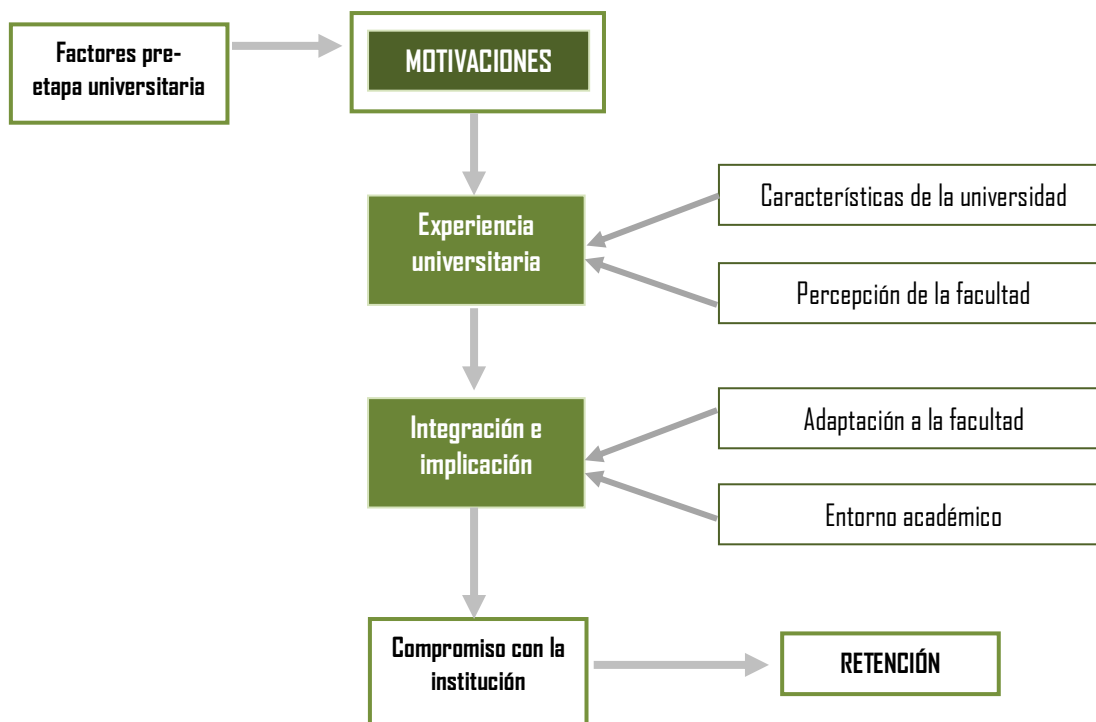 Factores pre-
etapa universitaria
MOTIVACIONES
Características de la universidad
Experiencia
universitaria
Percepción de la facultad
Adaptación a la facultad
Integración e
implicación
Entorno académico
Compromiso con la
institución
RETENCIÓN